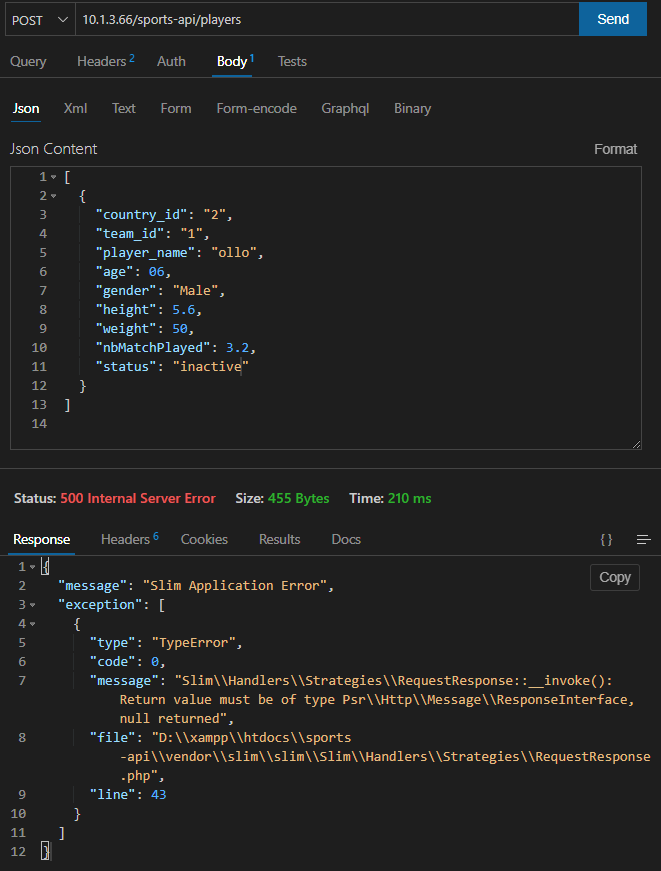 POST 10.1.3.66/sports-api/players Send
Query Headers 2 Auth Body 1 Tests
Json Xml Text Form Form-encode Graphql Binary
Json Content Format
1 [
2 {
3 "country_id": "2",
4 "team_id": "1",
5 "player_name": "ollo",
6 "age": 06,
7 "gender": "Male",
8 "height": 5.6,
9 "weight": 50,
10 "nbMatchPlayed": 3.2,
11 "status": "inactive"
12 }
13 ]
14
Status: 500 Internal Server Error Size: 455 Bytes Time: 210 ms
Response Headers 6 Cookies Results Docs { }
1 {
Copy
2 "message": "Slim Application Error",
3 "exception": [
4 {
5 "type": "TypeError",
6 "code": 0,
7 "message": "Slim\\Handlers\\Strategies\\RequestResponse::__invoke():
Return value must be of type Psr\\Http\\Message\\ResponseInterface,
null returned",
8 "file": "D:\\xampp\\htdocs\\sports
-api\\vendor\\slim\\slim\\Slim\\Handlers\\Strategies\\RequestResponse
.php",
9 "line": 43
10 }
11 ]
12 }